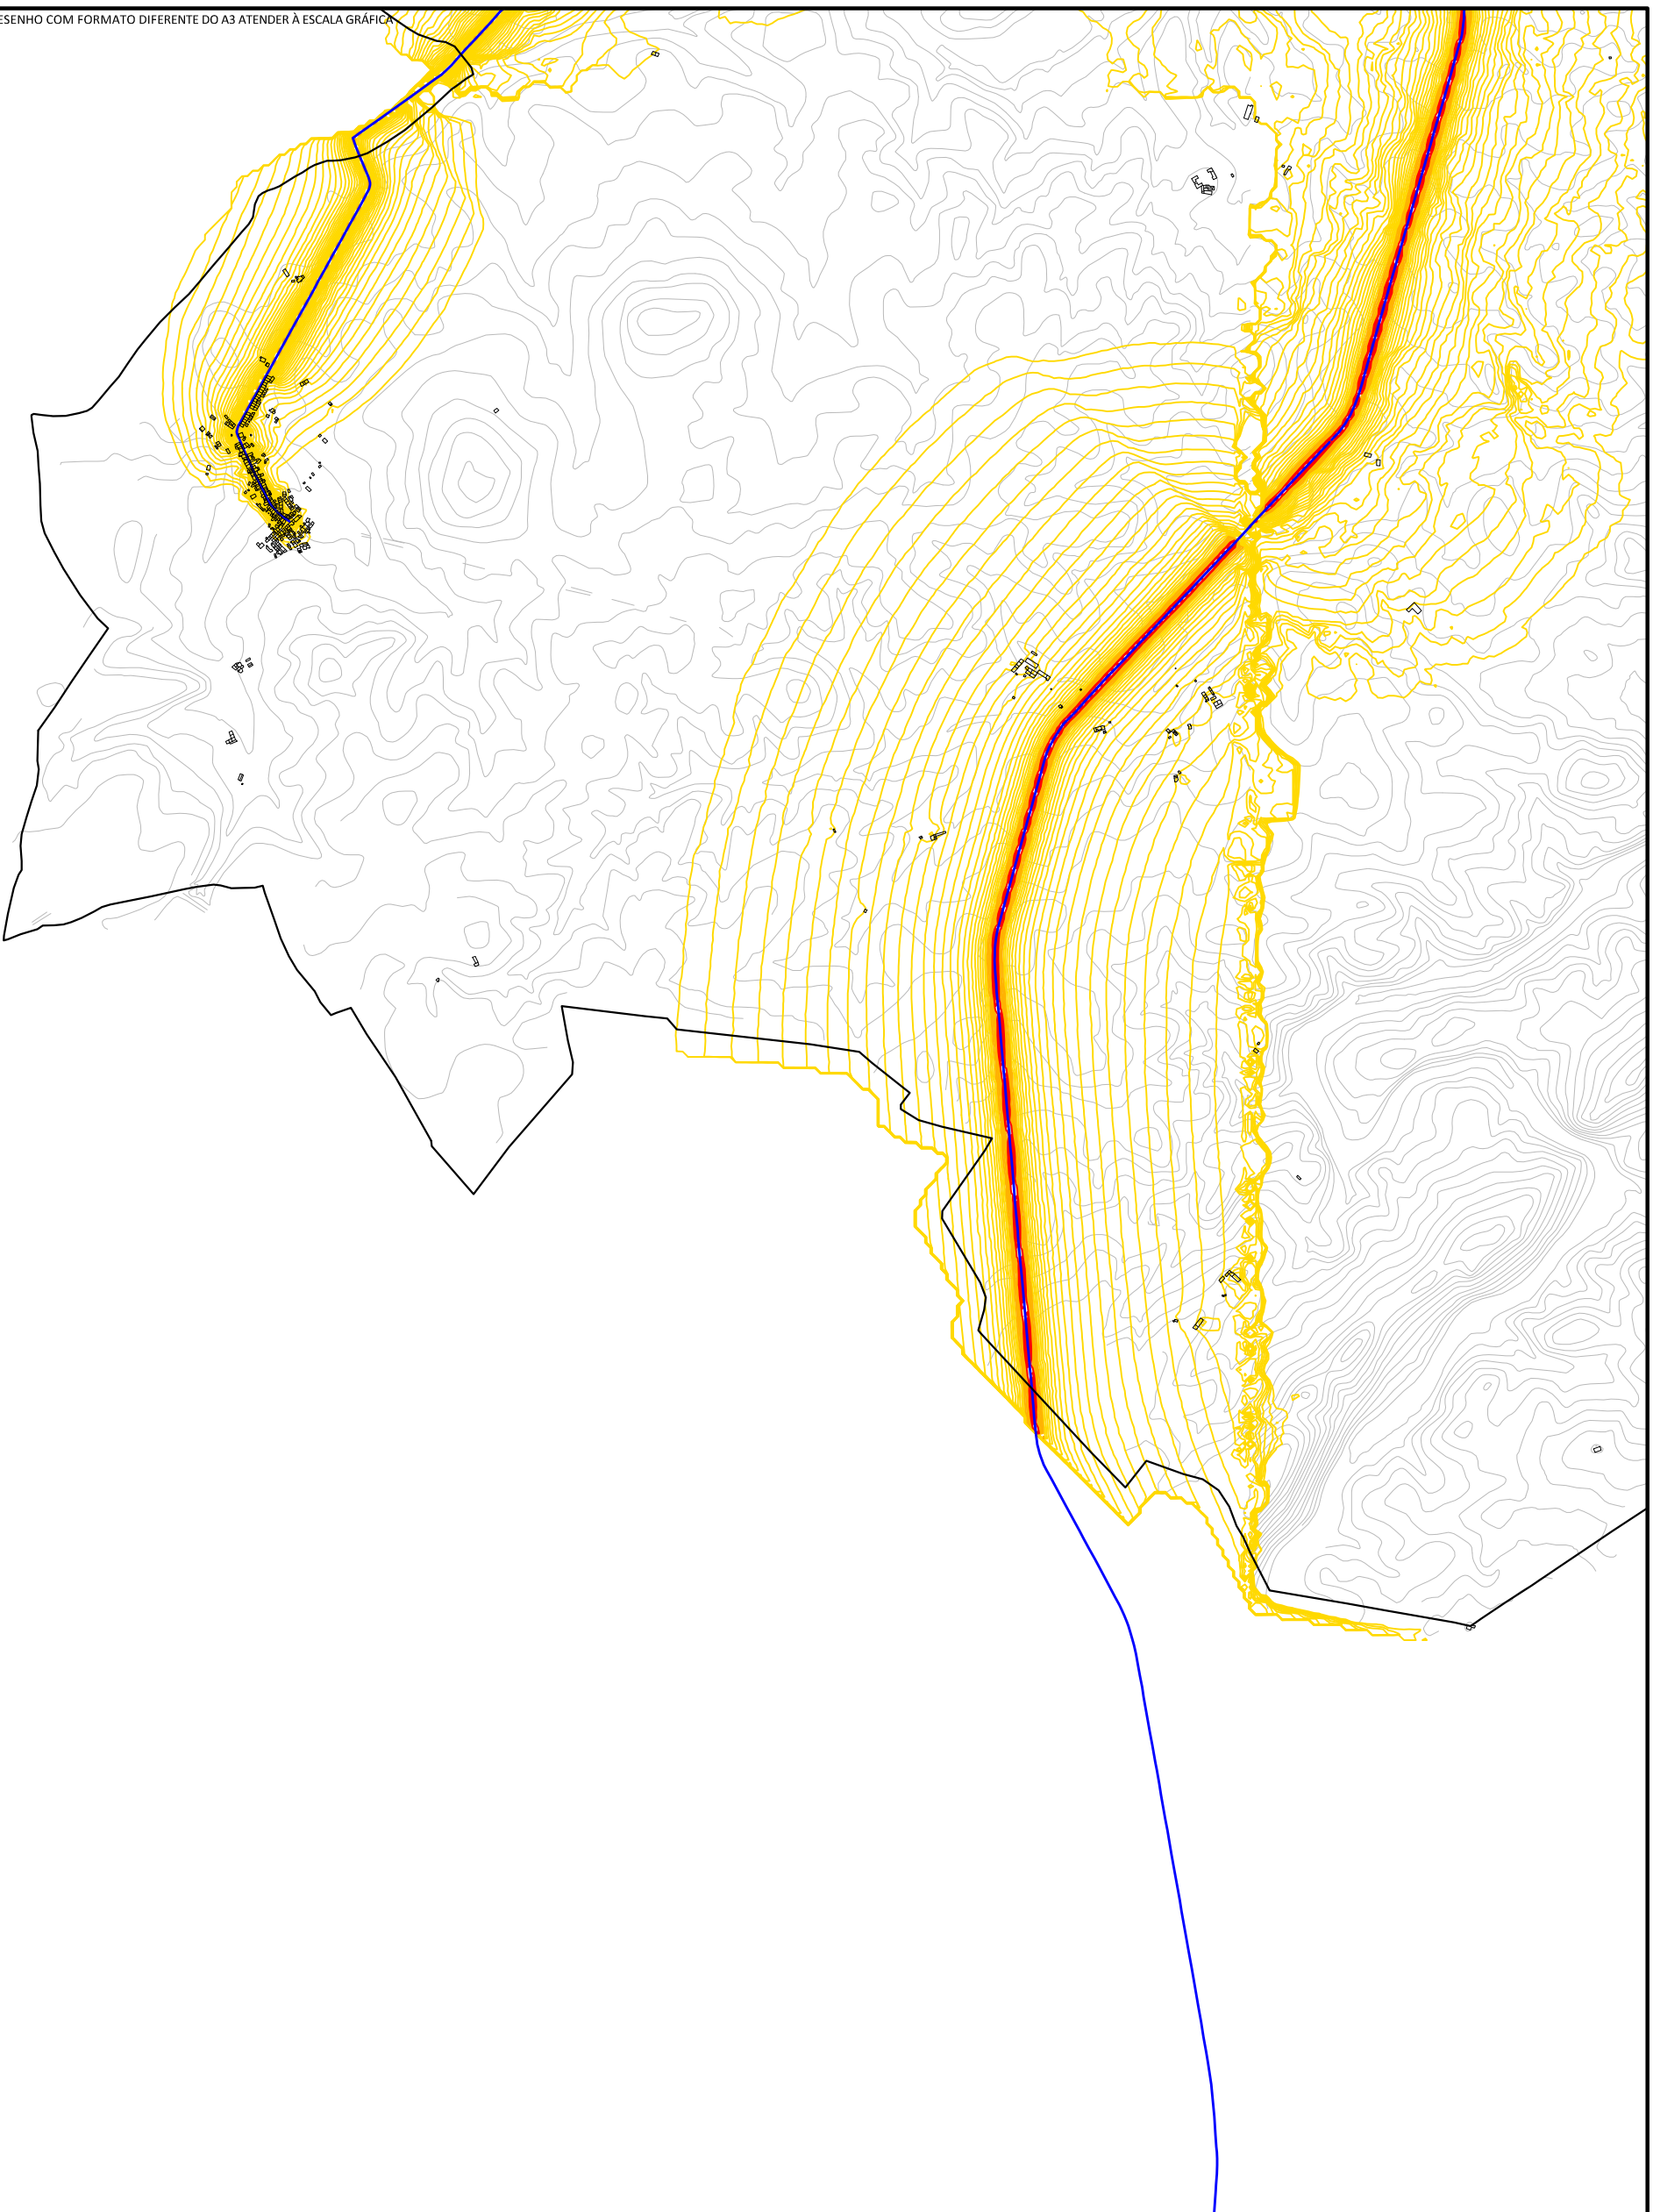 ESENHO COM FORMATO DIFERENTE DO A3 ATENDER À ESCALA GRÁFICA